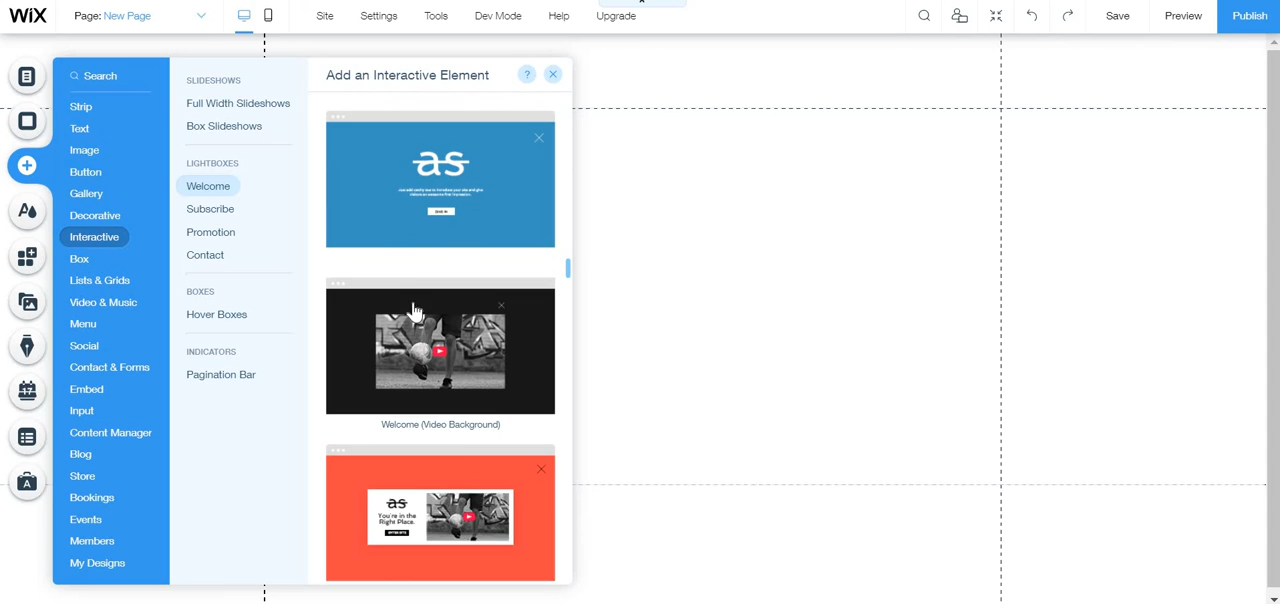 WiX
Page: New Page
Site
Settings
Tools
Dev Mode
Help
Upgrade
Save
Preview
Publish
Search
Strip
Text
Image
Button
Gallery
Decorative
Interactive
Box
Lists & Grids
Video & Music
Menu
Social
Contact & Forms
Embed
Input
Content Manager
Blog
Store
Bookings
Events
Members
My Designs
SLIDESHOWS
Full Width Slideshows
Box Slideshows
LIGHTBOXES
Welcome
Subscribe
Promotion
Contact
BOXES
Hover Boxes
INDICATORS
Pagination Bar
Add an Interactive Element
?
as
Welcome (Video Background)
as
You're in the
Right Place.
17
A